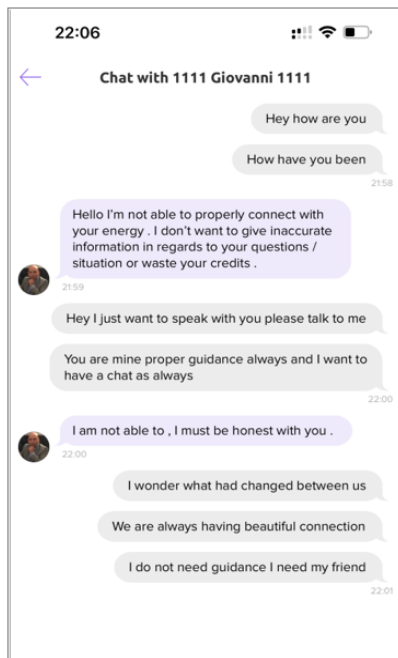 22:06
Chat with 1111 Giovanni 1111
Hey how are you
How have you been
21:58
Hello I'm not able to properly connect with
your energy . I don't want to give inaccurate
information in regards to your questions /
situation or waste your credits .
21:59
Hey I just want to speak with you please talk to me
You are mine proper guidance always and I want to
have a chat as always
22:00
I am not able to , I must be honest with you .
22:00
I wonder what had changed between us
We are always having beautiful connection
I do not need guidance I need my friend
22:01